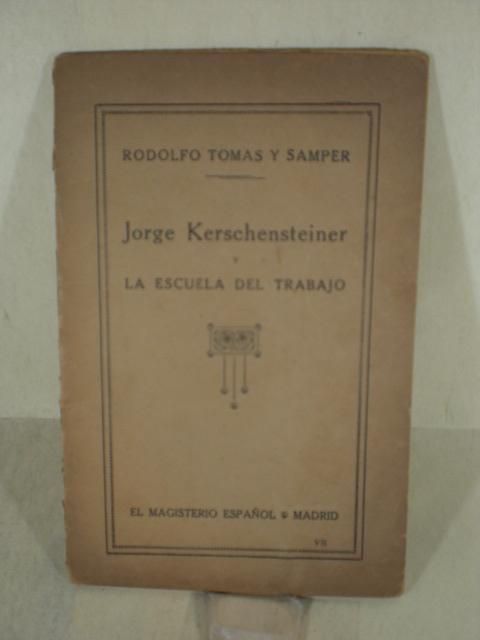 RODOLFO TOMAS Y SAMPER
Jorge Kerschensteiner
Y
LA ESCUELA DEL TRABAJO
EL MAGISTERIO ESPAÑOL MADRID
VII